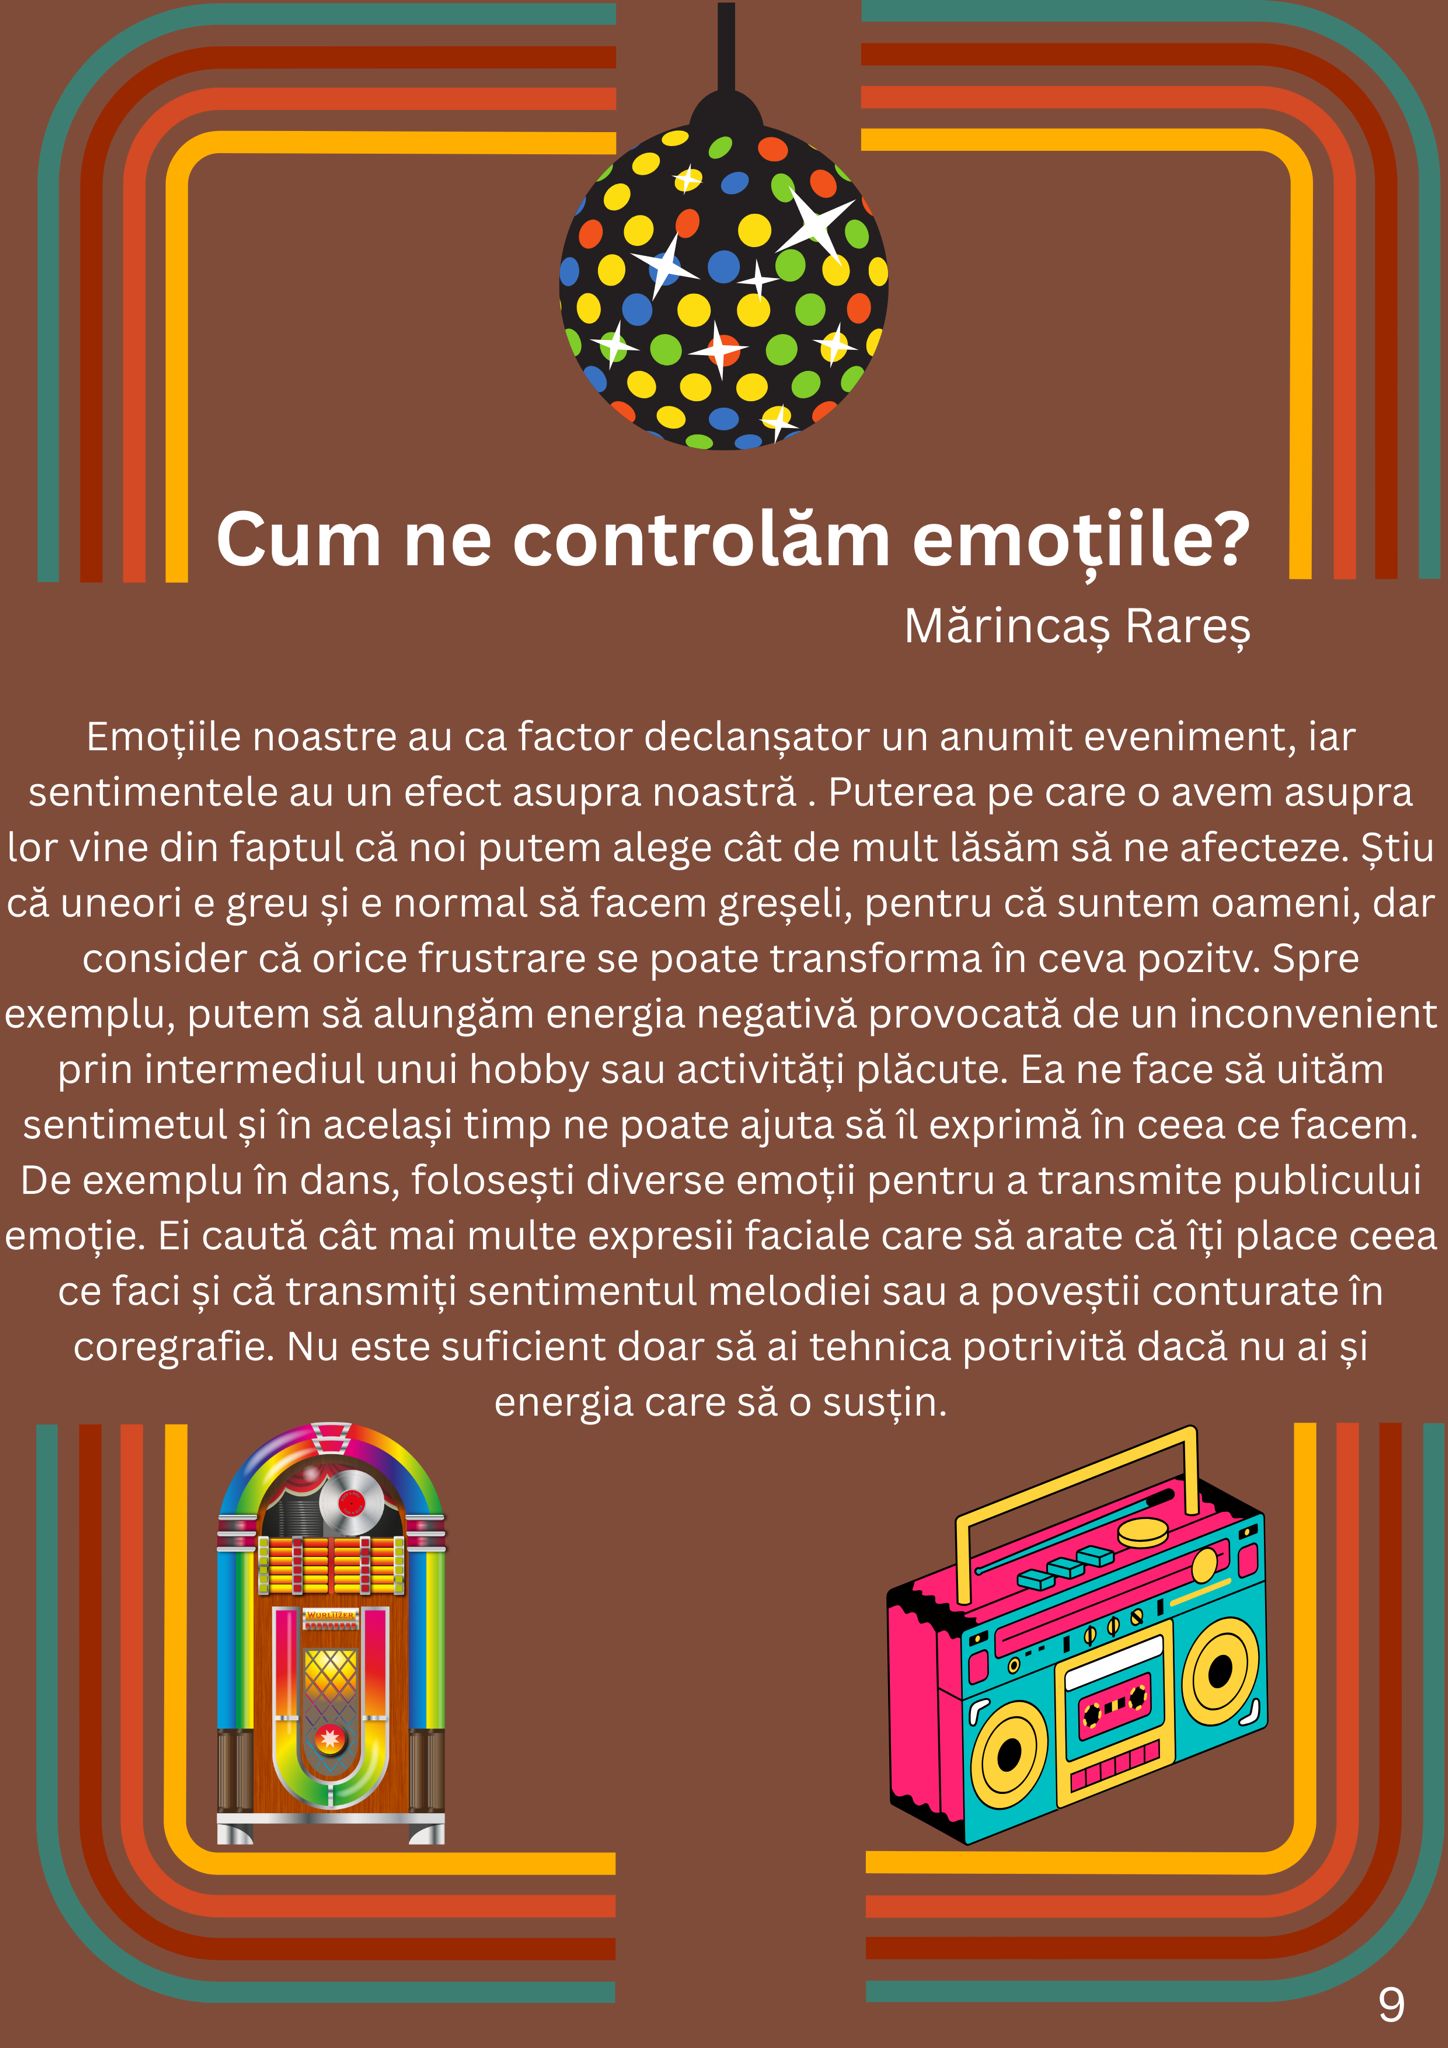 Cum ne controlăm emoțiile?
Mărincaș Rareș
Emoțiile noastre au ca factor declanșator un anumit eveniment, iar
sentimentele au un efect asupra noastră . Puterea pe care o avem asupra
lor vine din faptul că noi putem alege cât de mult lăsăm să ne afecteze. Știu
că uneori e greu și e normal să facem greșeli, pentru că suntem oameni, dar
consider că orice frustrare se poate transforma în ceva pozitv. Spre
exemplu, putem să alungăm energia negativă provocată de un inconvenient
prin intermediul unui hobby sau activități plăcute. Ea ne face să uităm
sentimetul și în același timp ne poate ajuta să îl exprimă în ceea ce facem.
De exemplu în dans, folosești diverse emoții pentru a transmite publicului
emoție. Ei caută cât mai multe expresii faciale care să arate că îți place ceea
ce faci și că transmiți sentimentul melodiei sau a poveștii conturate în
coregrafie. Nu este suficient doar să ai tehnica potrivită dacă nu ai și
energia care să o susțin.
WURLITZER
9